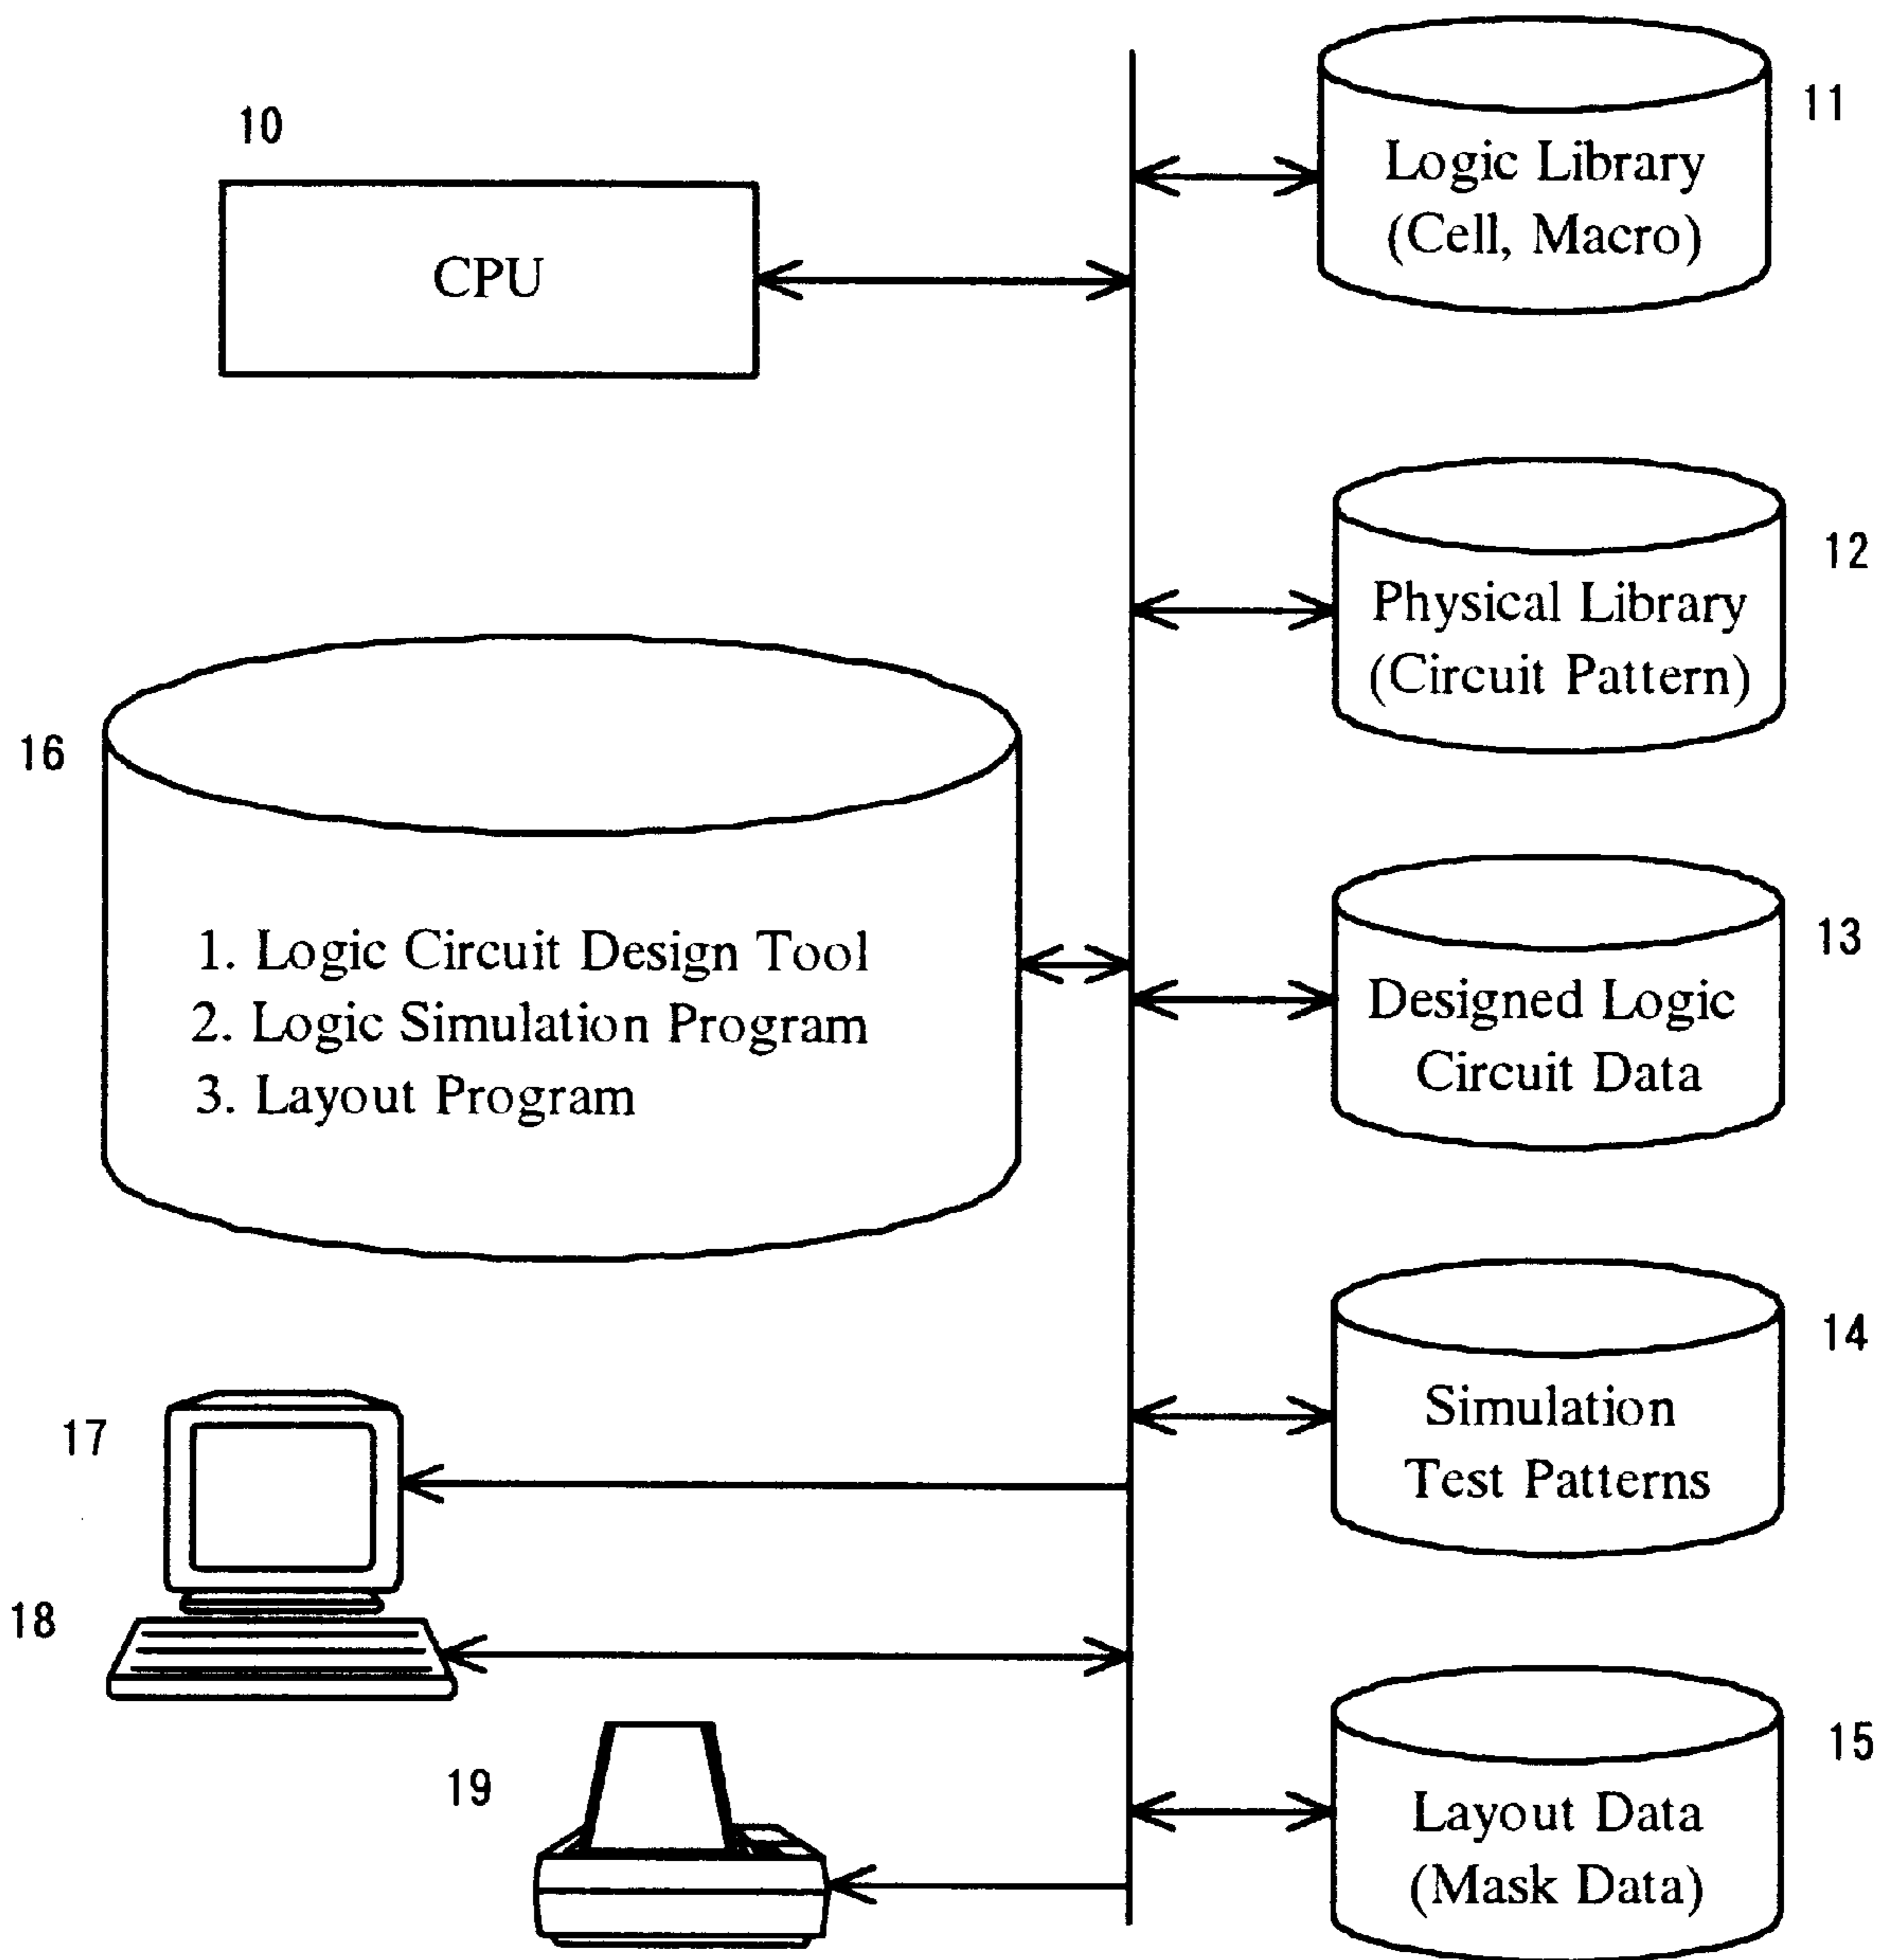 10
CPU
11
Logic Library
(Cell, Macro)
12
Physical Library
(Circuit Pattern)
16
1. Logic Circuit Design Tool
2. Logic Simulation Program
3. Layout Program
13
Designed Logic
Circuit Data
14
Simulation
Test Patterns
17
18
19
15
Layout Data
(Mask Data)